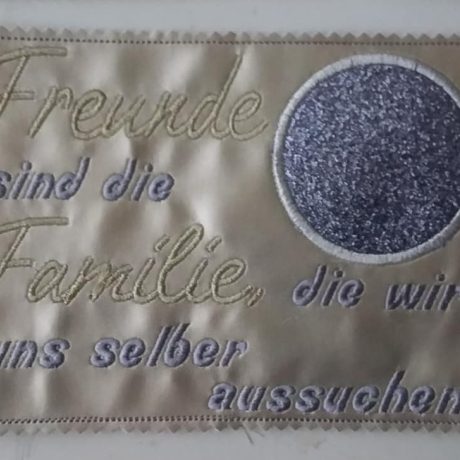 Freunde
sind die
Familie, die wir
uns selber
aussuchen